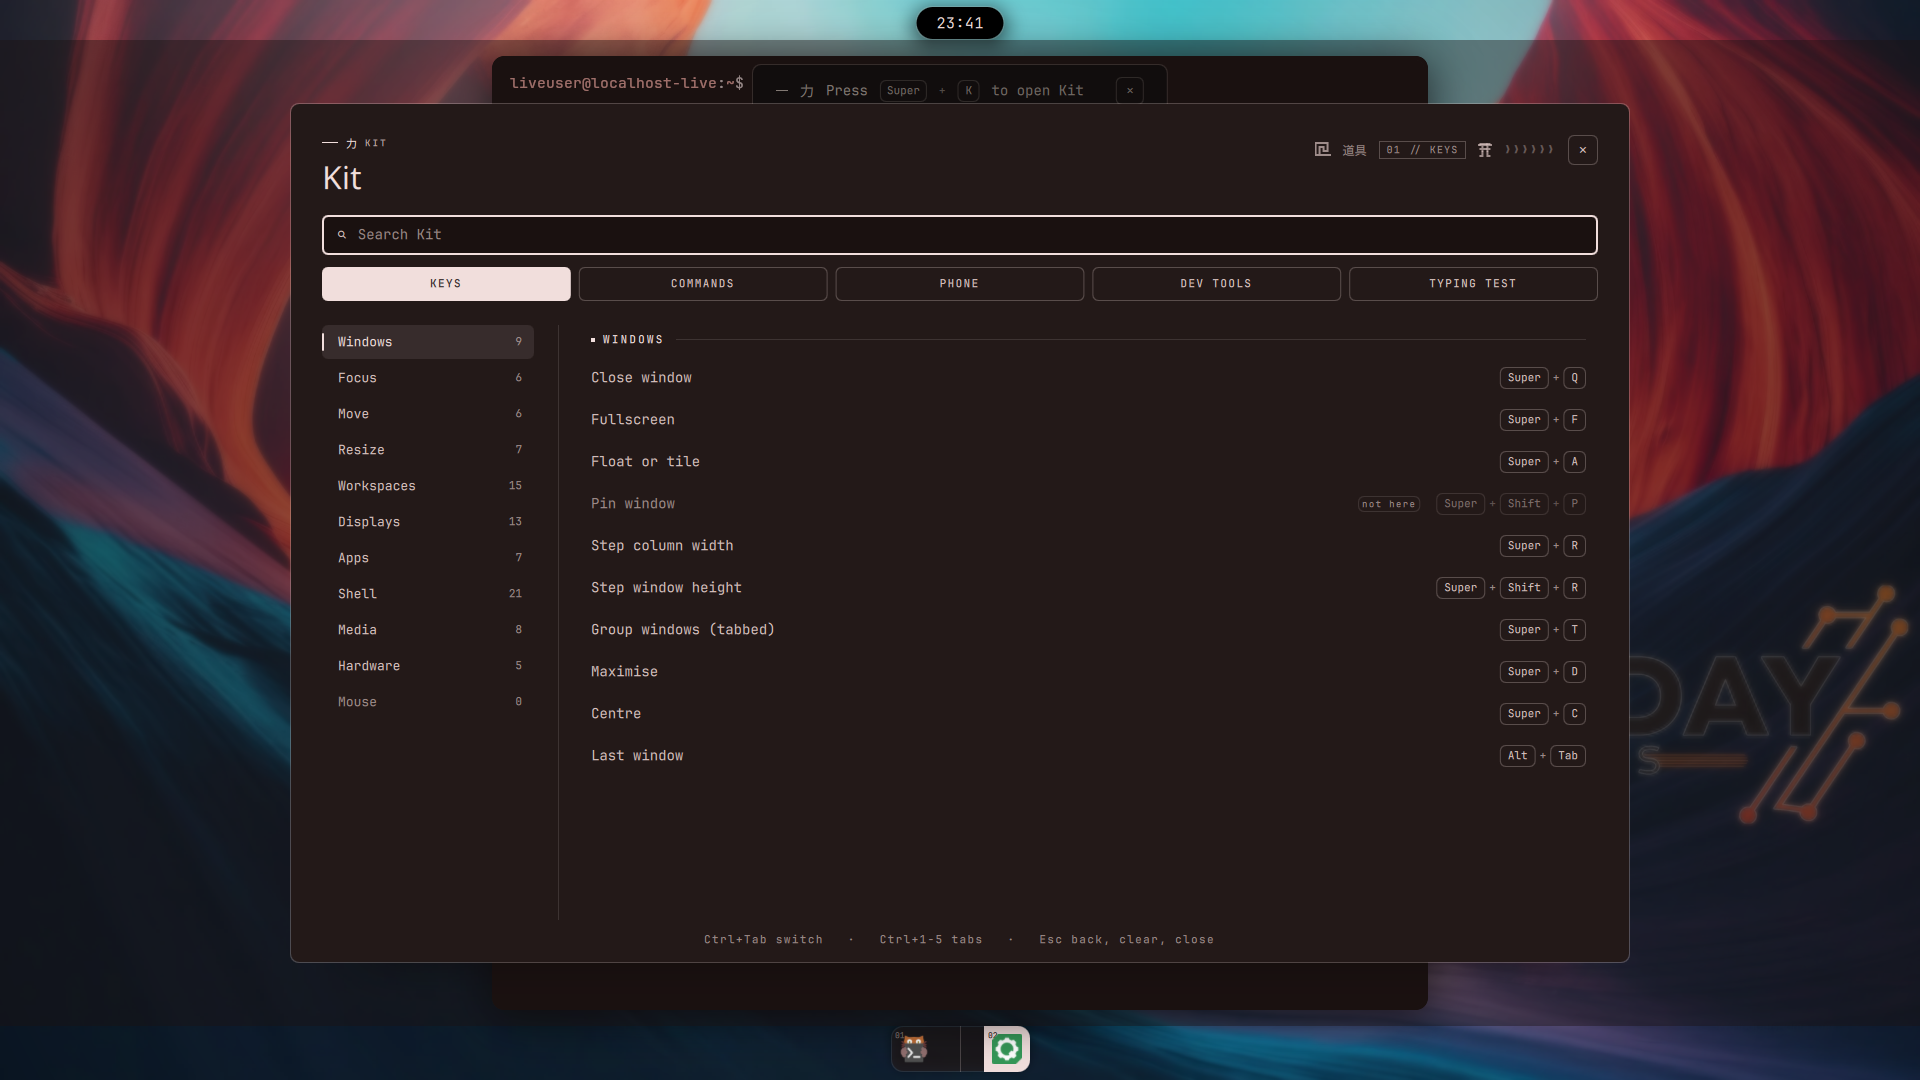 23:41
liveuser@localhost-live:~$
— 力 Press Super + K to open Kit ×
— 力 KIT
Kit
道具 01 // KEYS ×
Search Kit
KEYS COMMANDS PHONE DEV TOOLS TYPING TEST
Windows 9
Focus 6
Move 6
Resize 7
Workspaces 15
Displays 13
Apps 7
Shell 21
Media 8
Hardware 5
Mouse 0
WINDOWS
Close window Super + Q
Fullscreen Super + F
Float or tile Super + A
Pin window not here Super + Shift + P
Step column width Super + R
Step window height Super + Shift + R
Group windows (tabbed) Super + T
Maximise Super + D
Centre Super + C
Last window Alt + Tab
Ctrl+Tab switch · Ctrl+1-5 tabs · Esc back, clear, close
DAY
S
01
02